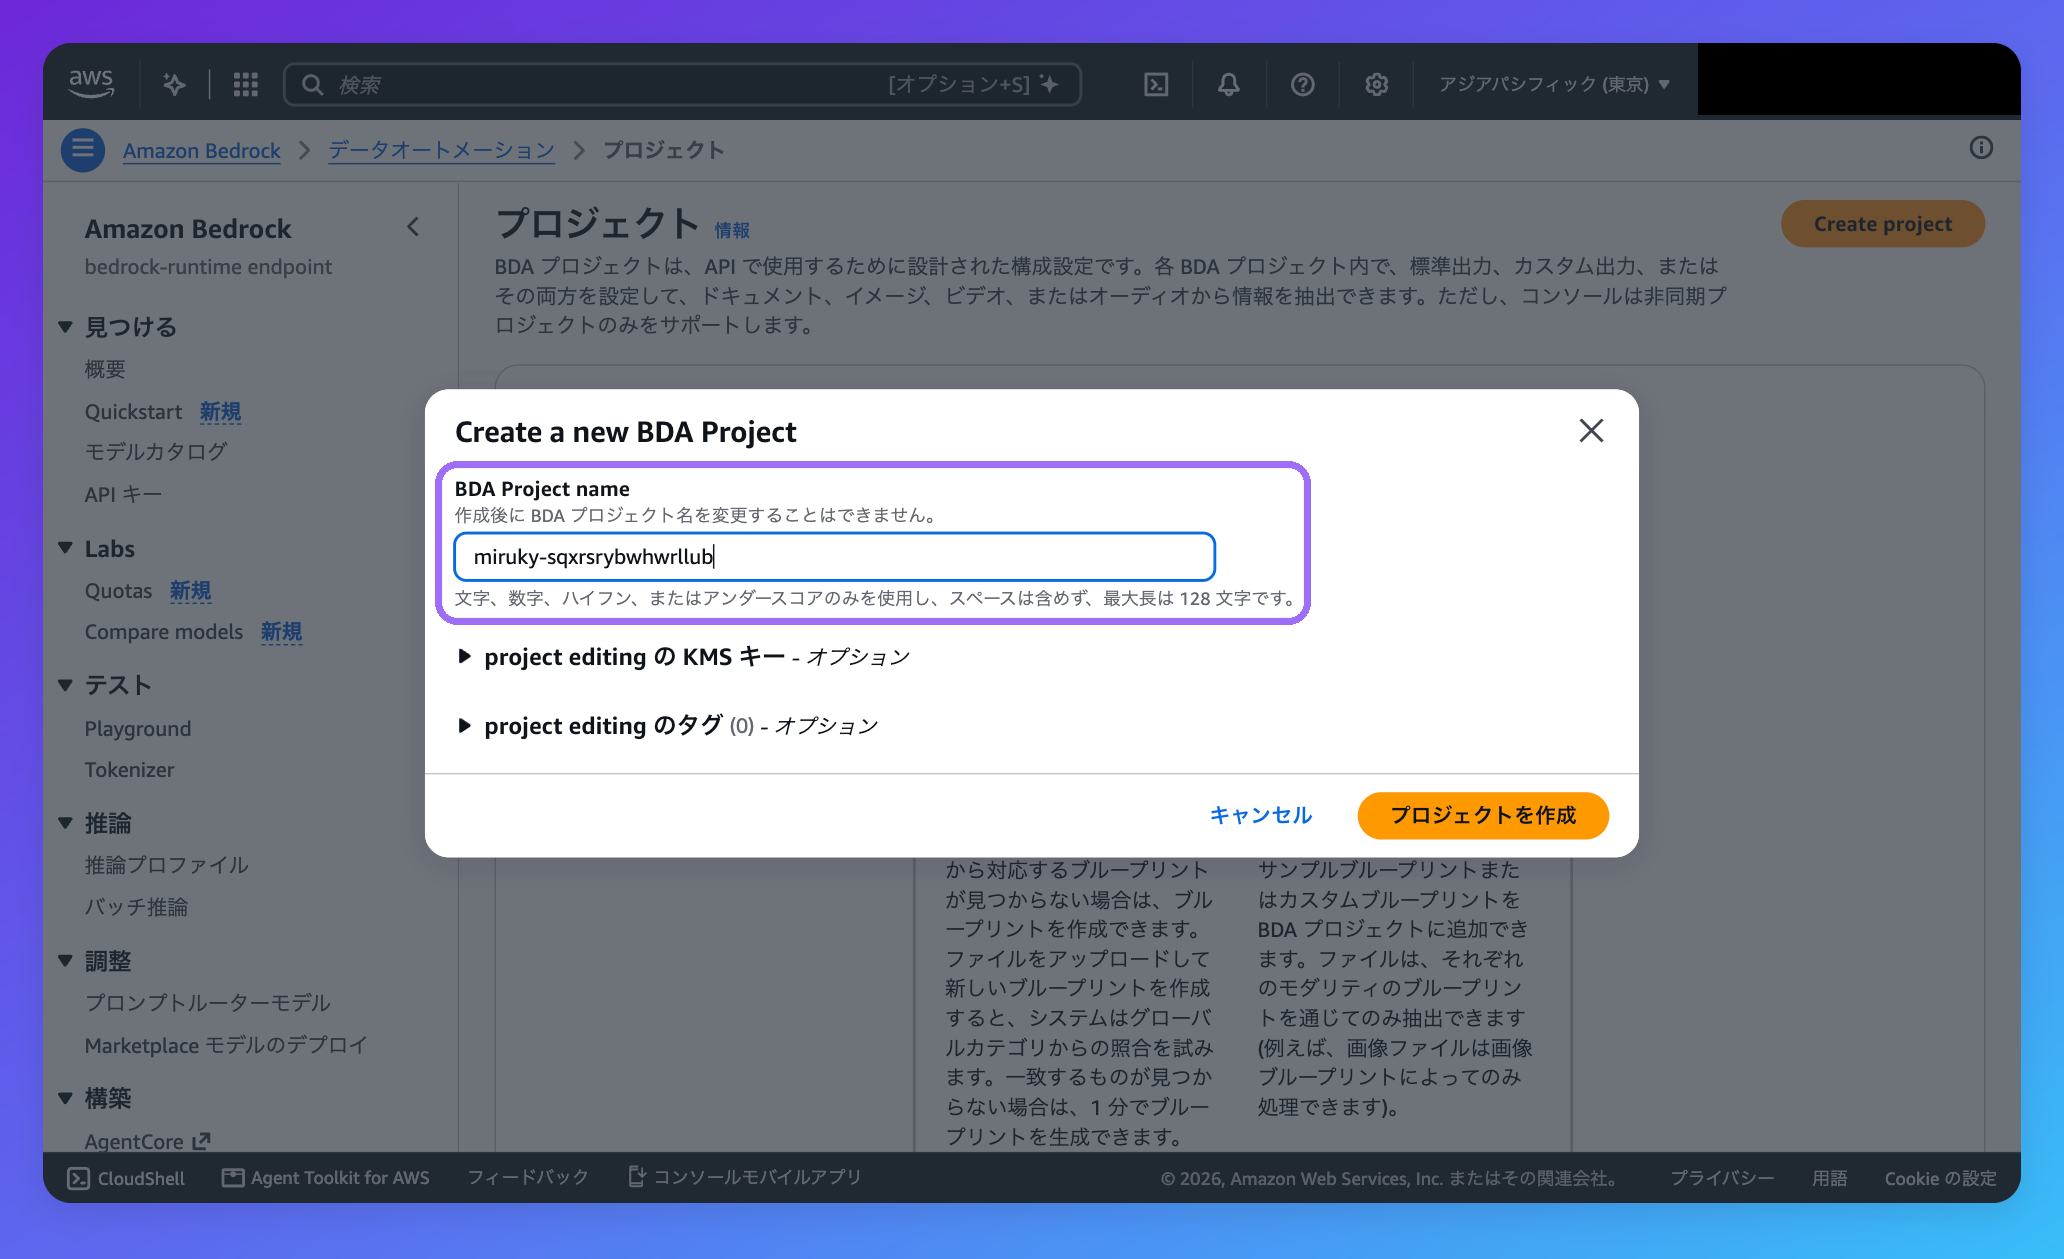 aws
検索
[オプション+S]
アジアパシフィック (東京) ▼
Amazon Bedrock
データオートメーション
プロジェクト
Amazon Bedrock
bedrock-runtime endpoint
▼ 見つける
概要
Quickstart 新規
モデルカタログ
API キー
▼ Labs
Quotas 新規
Compare models 新規
▼ テスト
Playground
Tokenizer
▼ 推論
推論プロファイル
バッチ推論
▼ 調整
プロンプトルーターモデル
Marketplace モデルのデプロイ
▼ 構築
AgentCore
プロジェクト 情報
Create project
BDA プロジェクトは、API で使用するために設計された構成設定です。各 BDA プロジェクト内で、標準出力、カスタム出力、または
その両方を設定して、ドキュメント、イメージ、ビデオ、またはオーディオから情報を抽出できます。ただし、コンソールは非同期プ
ロジェクトのみをサポートします。
Create a new BDA Project
BDA Project name
作成後に BDA プロジェクト名を変更することはできません。
miruky-sqxrsrybwhwrllub
文字、数字、ハイフン、またはアンダースコアのみを使用し、スペースは含めず、最大長は 128 文字です。
project editing の KMS キー - オプション
project editing のタグ (0) - オプション
キャンセル
プロジェクトを作成
から対応するブループリント
が見つからない場合は、ブル
ープリントを作成できます。
ファイルをアップロードして
新しいブループリントを作成
すると、システムはグローバ
ルカテゴリからの照合を試み
ます。一致するものが見つか
らない場合は、1 分でブルー
プリントを生成できます。
サンプルブループリントまた
はカスタムブループリントを
BDA プロジェクトに追加でき
ます。ファイルは、それぞれ
のモダリティのブループリン
トを通じてのみ抽出できます
(例えば、画像ファイルは画像
ブループリントによってのみ
処理できます)。
CloudShell
Agent Toolkit for AWS
フィードバック
コンソールモバイルアプリ
© 2026, Amazon Web Services, Inc. またはその関連会社。
プライバシー
用語
Cookie の設定